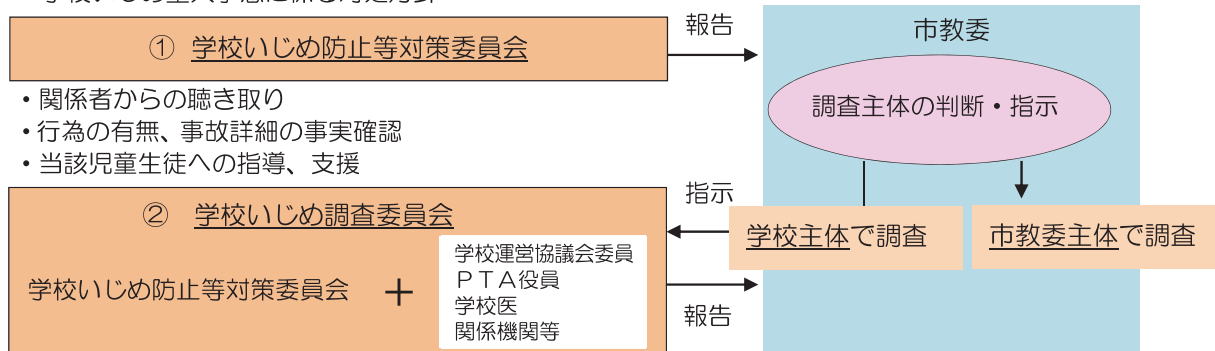 ① 学校いじめ防止等対策委員会
報告
市教委
調査主体の判断・指示
・関係者からの聴き取り
・行為の有無、事故詳細の事実確認
・当該児童生徒への指導、支援
指示
学校主体で調査
市教委主体で調査
② 学校いじめ調査委員会
学校いじめ防止等対策委員会
＋
学校運営協議会委員
ＰＴＡ役員
学校医
関係機関等
報告